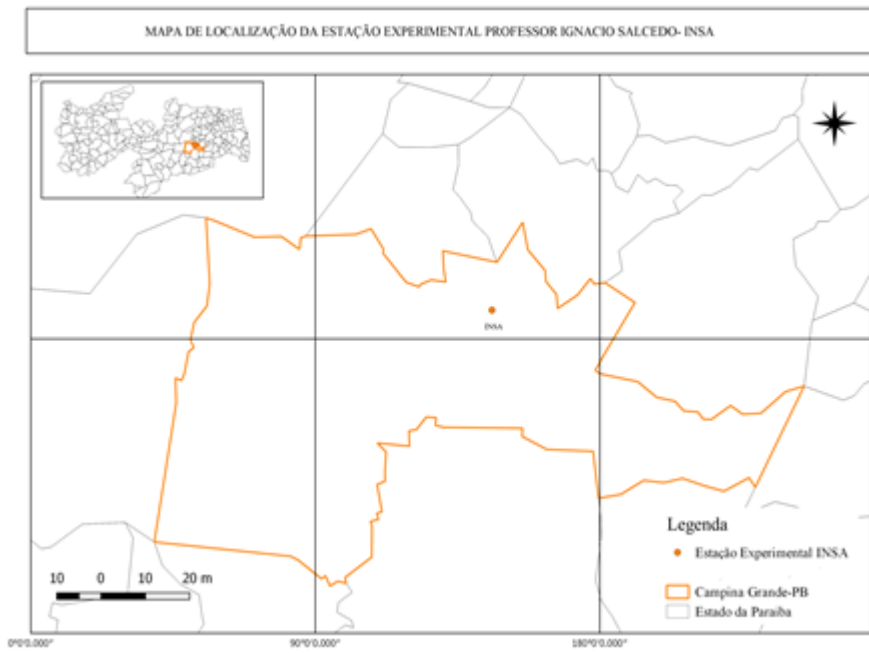 MAPA DE LOCALIZAÇÃO DA ESTAÇÃO EXPERIMENTAL PROFESSOR IGNACIO SALCEDO- INSA
INSA
Legenda
Estação Experimental INSA
Campina Grande-PB
Estado da Paraíba
10 0 10 20 m
0°0'0.000" 90°0'0.000" 180°0'0.000"